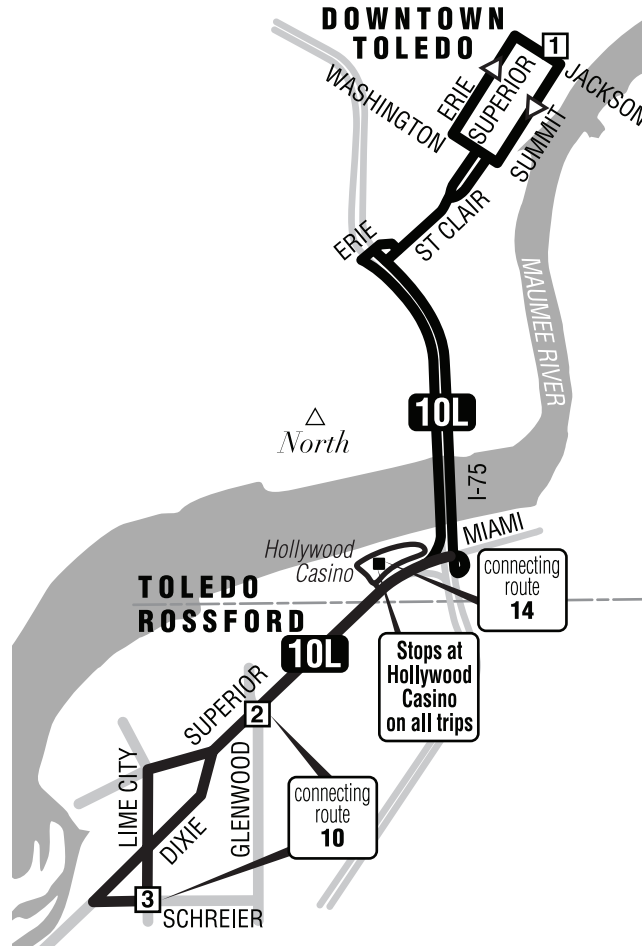 DOWNTOWN
TOLEDO
1
JACKSON
WASHINGTON
ERIE
SUPERIOR
SUMMIT
ERIE
ST CLAIR
MAUMEE RIVER
10L
North
I-75
MIAMI
Hollywood
Casino
connecting
route
14
TOLEDO
ROSSFORD
10L
Stops at
Hollywood
Casino
on all trips
SUPERIOR
2
LIME CITY
DIXIE
GLENWOOD
connecting
route
10
3
SCHREIER